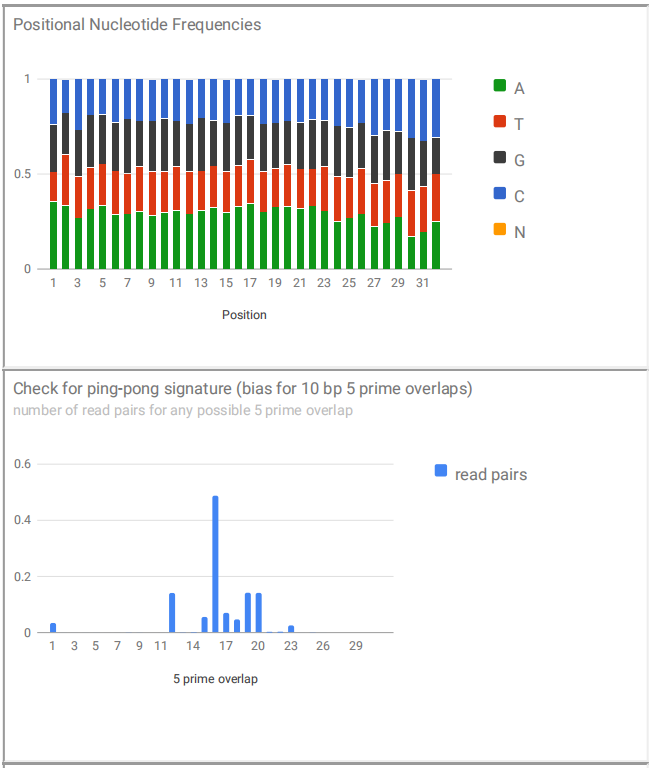 Positional Nucleotide Frequencies
1
0.5
0
A
T
G
C
N
1 3 5 7 9 11 13 15 17 19 21 23 25 27 29 31
Position
Check for ping-pong signature (bias for 10 bp 5 prime overlaps)
number of read pairs for any possible 5 prime overlap
0.6
0.4
0.2
0
read pairs
1 3 5 7 9 11 14 17 20 23 26 29
5 prime overlap